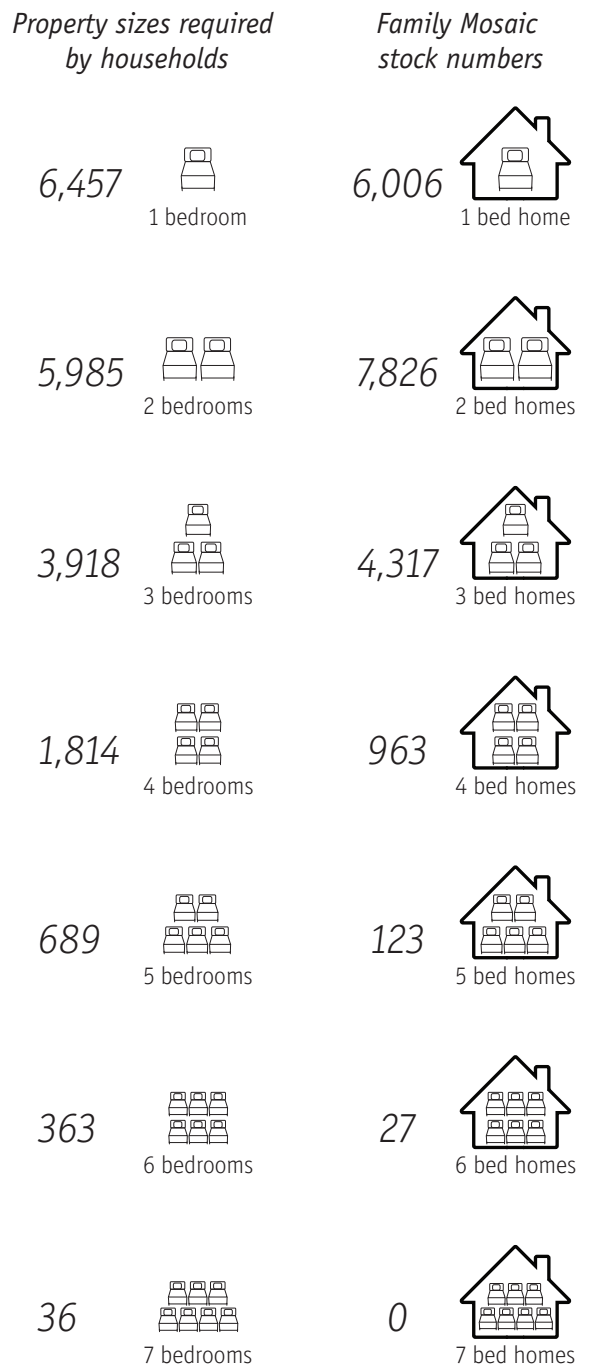 Property sizes required
by households
Family Mosaic
stock numbers
6,457
1 bedroom
6,006
1 bed home
5,985
2 bedrooms
7,826
2 bed homes
3,918
3 bedrooms
4,317
3 bed homes
1,814
4 bedrooms
963
4 bed homes
689
5 bedrooms
123
5 bed homes
363
6 bedrooms
27
6 bed homes
36
7 bedrooms
0
7 bed homes